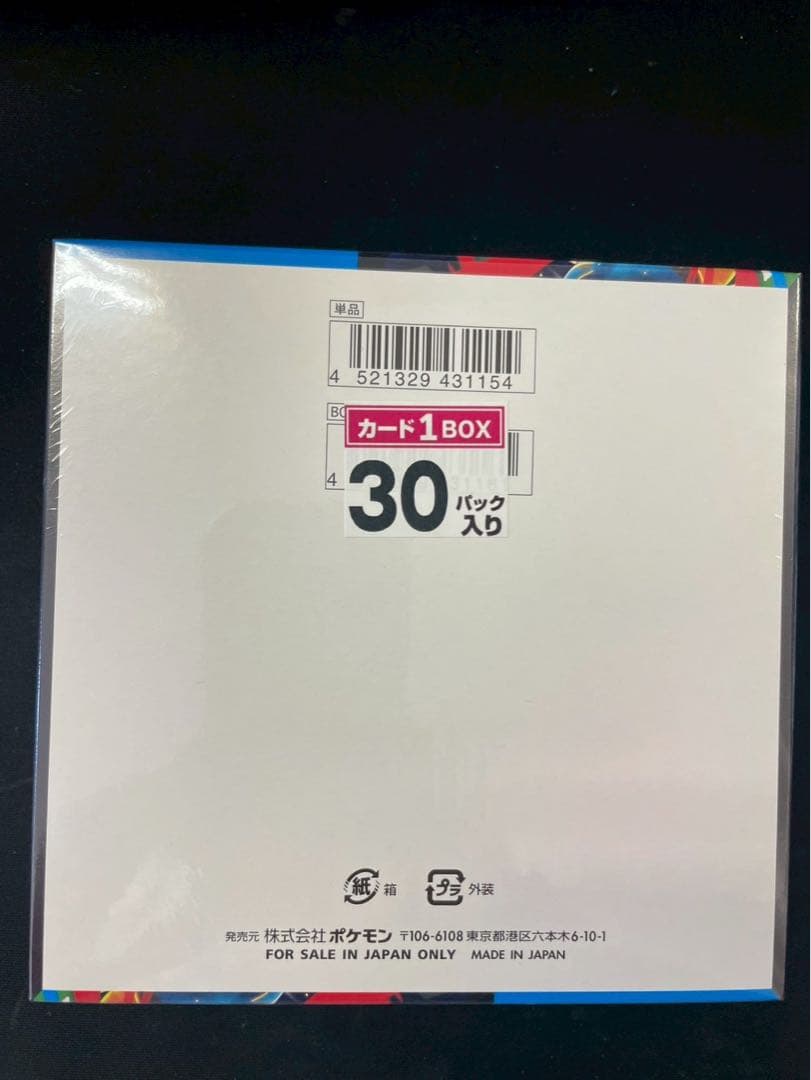 単品
4 521329 431154
カード1BOX
30パック入り
紙 箱
プラ 外装
発売元 株式会社ポケモン 〒106-6108 東京都港区六本木6-10-1
FOR SALE IN JAPAN ONLY MADE IN JAPAN